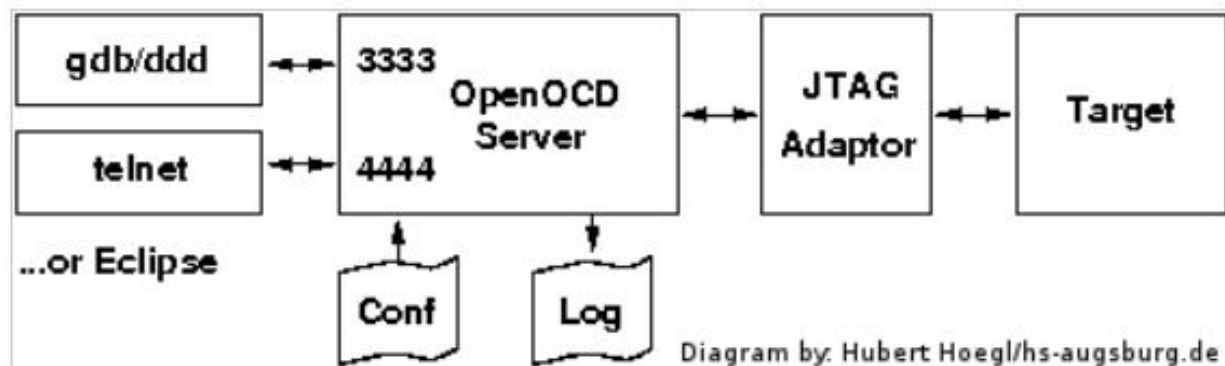 gdb/ddd
3333
OpenOCD
Server
4444
telnet
...or Eclipse
JTAG
Adaptor
Target
Conf
Log
Diagram by: Hubert Hoegl/hs-augsburg.de